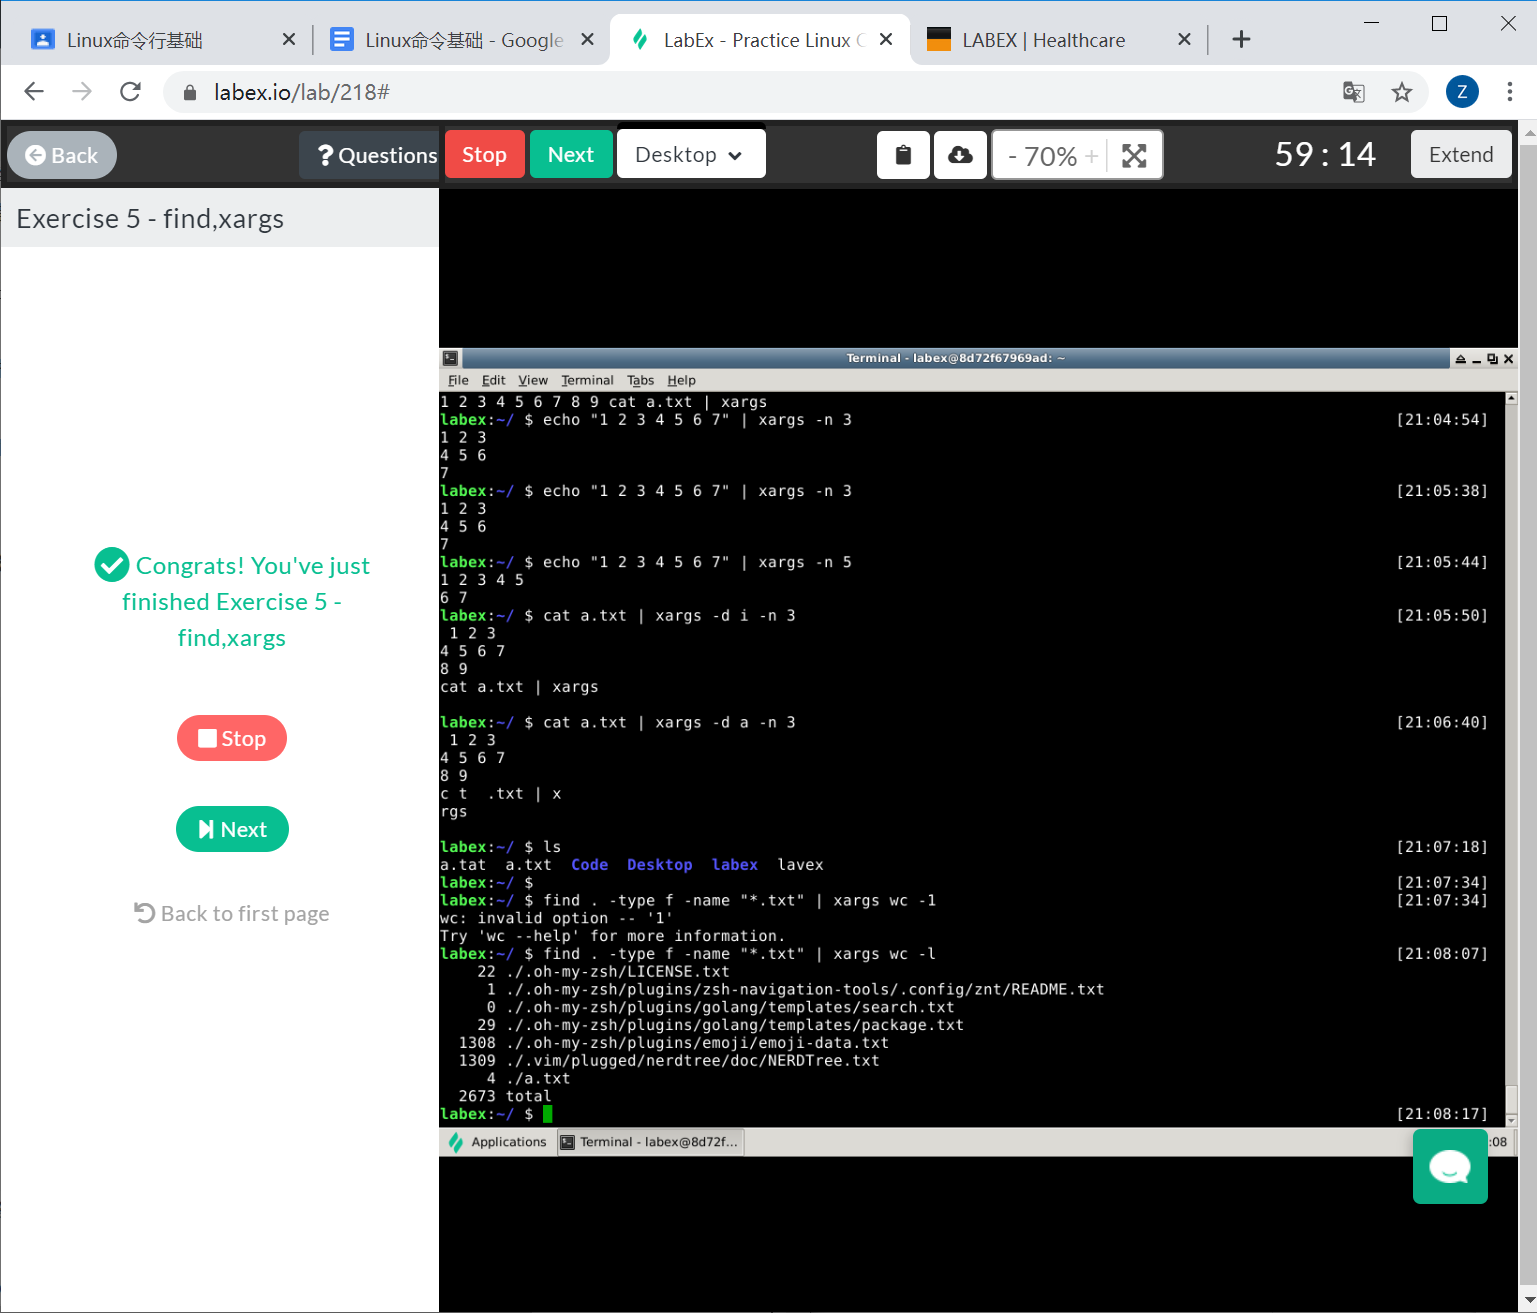 Linux命令行基础
Linux命令基础 - Google
LabEx - Practice Linux
LABEX | Healthcare
labex.io/lab/218#
Z
Back
? Questions
Stop
Next
Desktop
- 70% +
59 : 14
Extend
Exercise 5 - find,xargs
Congrats! You've just
finished Exercise 5 -
find,xargs
Stop
Next
Back to first page
Terminal - labex@8d72f67969ad: ~
File Edit View Terminal Tabs Help
1 2 3 4 5 6 7 8 9 cat a.txt | xargs
labex:~/ $ echo "1 2 3 4 5 6 7" | xargs -n 3 [21:04:54]
1 2 3
4 5 6
7
labex:~/ $ echo "1 2 3 4 5 6 7" | xargs -n 3 [21:05:38]
1 2 3
4 5 6
7
labex:~/ $ echo "1 2 3 4 5 6 7" | xargs -n 5 [21:05:44]
1 2 3 4 5
6 7
labex:~/ $ cat a.txt | xargs -d i -n 3 [21:05:50]
1 2 3
4 5 6 7
8 9
cat a.txt | xargs
labex:~/ $ cat a.txt | xargs -d a -n 3 [21:06:40]
1 2 3
4 5 6 7
8 9
c t  .txt | x
rgs
labex:~/ $ ls [21:07:18]
a.tat a.txt Code Desktop labex lavex
labex:~/ $ [21:07:34]
labex:~/ $ find . -type f -name "*.txt" | xargs wc -1 [21:07:34]
wc: invalid option -- '1'
Try 'wc --help' for more information.
labex:~/ $ find . -type f -name "*.txt" | xargs wc -l [21:08:07]
22 ./.oh-my-zsh/LICENSE.txt
1 ./.oh-my-zsh/plugins/zsh-navigation-tools/.config/znt/README.txt
0 ./.oh-my-zsh/plugins/golang/templates/search.txt
29 ./.oh-my-zsh/plugins/golang/templates/package.txt
1308 ./.oh-my-zsh/plugins/emoji/emoji-data.txt
1309 ./.vim/plugged/nerdtree/doc/NERDTree.txt
4 ./a.txt
2673 total
labex:~/ $ [21:08:17]
Applications
Terminal - labex@8d72f...
:08